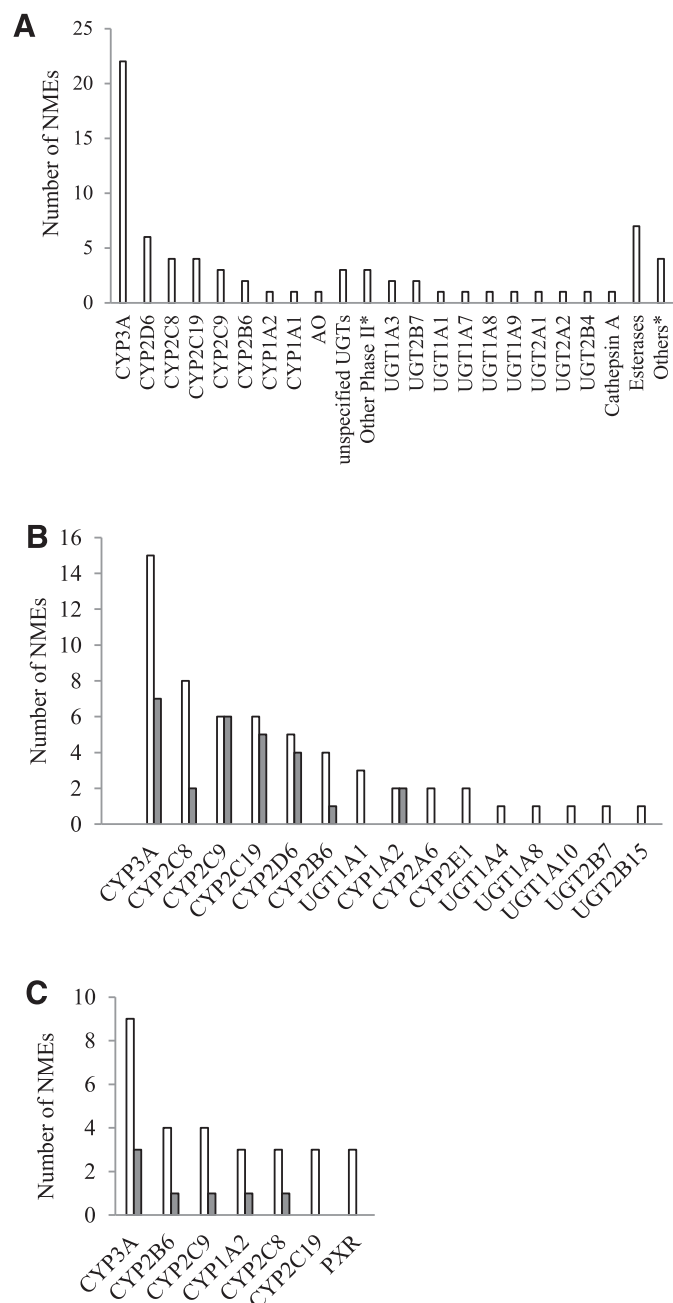 A
Number of NMEs
25
20
15
10
5
0
CYP3A
CYP2D6
CYP2C8
CYP2C19
CYP2C9
CYP2B6
CYP1A2
CYP1A1
AO
unspecified UGTs
Other Phase II*
UGT1A3
UGT2B7
UGT1A1
UGT1A7
UGT1A8
UGT1A9
UGT2A1
UGT2A2
UGT2B4
Cathepsin A
Esterases
Others*
B
Number of NMEs
16
14
12
10
8
6
4
2
0
CYP3A
CYP2C8
CYP2C9
CYP2C19
CYP2D6
CYP2B6
UGT1A1
CYP1A2
CYP2A6
CYP2E1
UGT1A4
UGT1A8
UGT1A10
UGT2B7
UGT2B15
C
Number of NMEs
10
8
6
4
2
0
CYP3A
CYP2B6
CYP2C9
CYP1A2
CYP2C8
CYP2C19
PXR